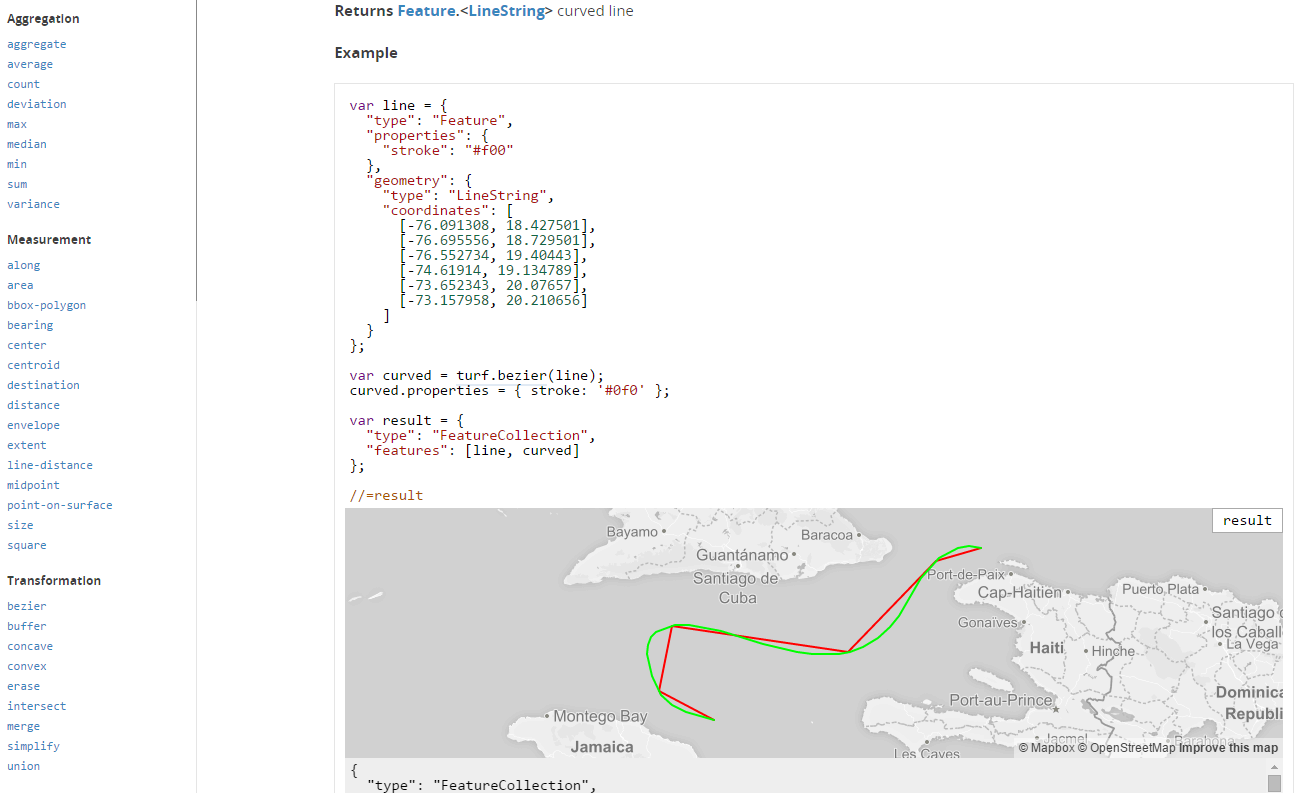 Aggregation
aggregate
average
count
deviation
max
median
min
sum
variance
Measurement
along
area
bbox-polygon
bearing
center
centroid
destination
distance
envelope
extent
line-distance
midpoint
point-on-surface
size
square
Transformation
bezier
buffer
concave
convex
erase
intersect
merge
simplify
union
Returns Feature.<LineString> curved line
Example
var line = {
  "type": "Feature",
  "properties": {
    "stroke": "#f00"
  },
  "geometry": {
    "type": "LineString",
    "coordinates": [
      [-76.091308, 18.427501],
      [-76.695556, 18.729501],
      [-76.552734, 19.40443],
      [-74.61914, 19.134789],
      [-73.652343, 20.07657],
      [-73.157958, 20.210656]
    ]
  }
};
var curved = turf.bezier(line);
curved.properties = { stroke: '#0f0' };
var result = {
  "type": "FeatureCollection",
  "features": [line, curved]
};
//=result
result
Bayamo
Baracoa
Guantánamo
Santiago de
Cuba
Port-de-Paix
Cap-Haitien
Puerto Plata
Gonaïves
Santiago d
los Caball
Haiti
Hinche
La Vega
Port-au-Prince
Dominica
Republi
Montego Bay
Jamaica
Les Cayes
Jacmel
Barahona
© Mapbox © OpenStreetMap Improve this map
{
  "type": "FeatureCollection",